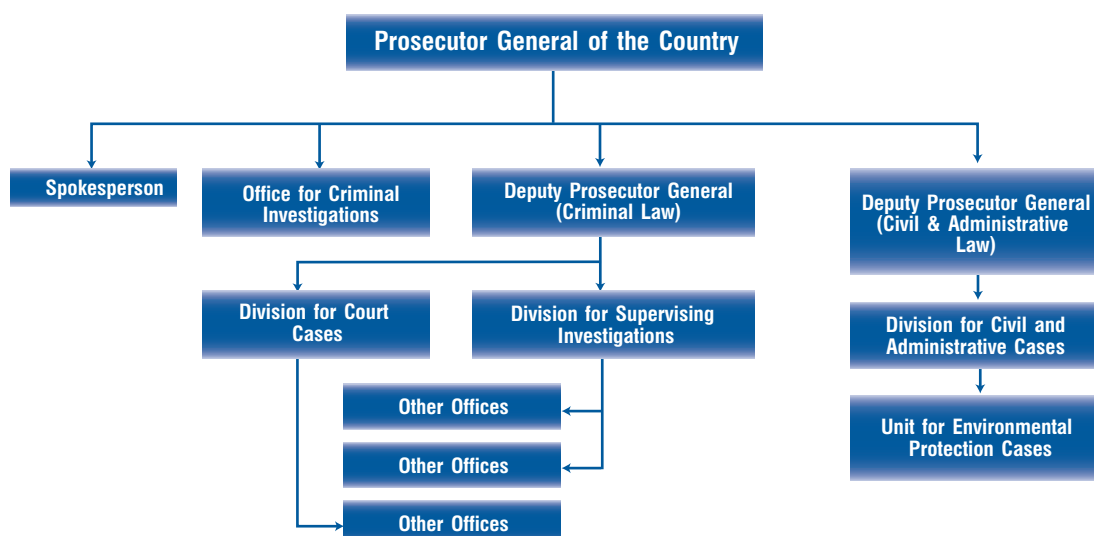 Prosecutor General of the Country
Spokesperson
Office for Criminal
Investigations
Deputy Prosecutor General
(Criminal Law)
Deputy Prosecutor General
(Civil & Administrative
Law)
Division for Court
Cases
Division for Supervising
Investigations
Division for Civil and
Administrative Cases
Other Offices
Other Offices
Other Offices
Unit for Environmental
Protection Cases